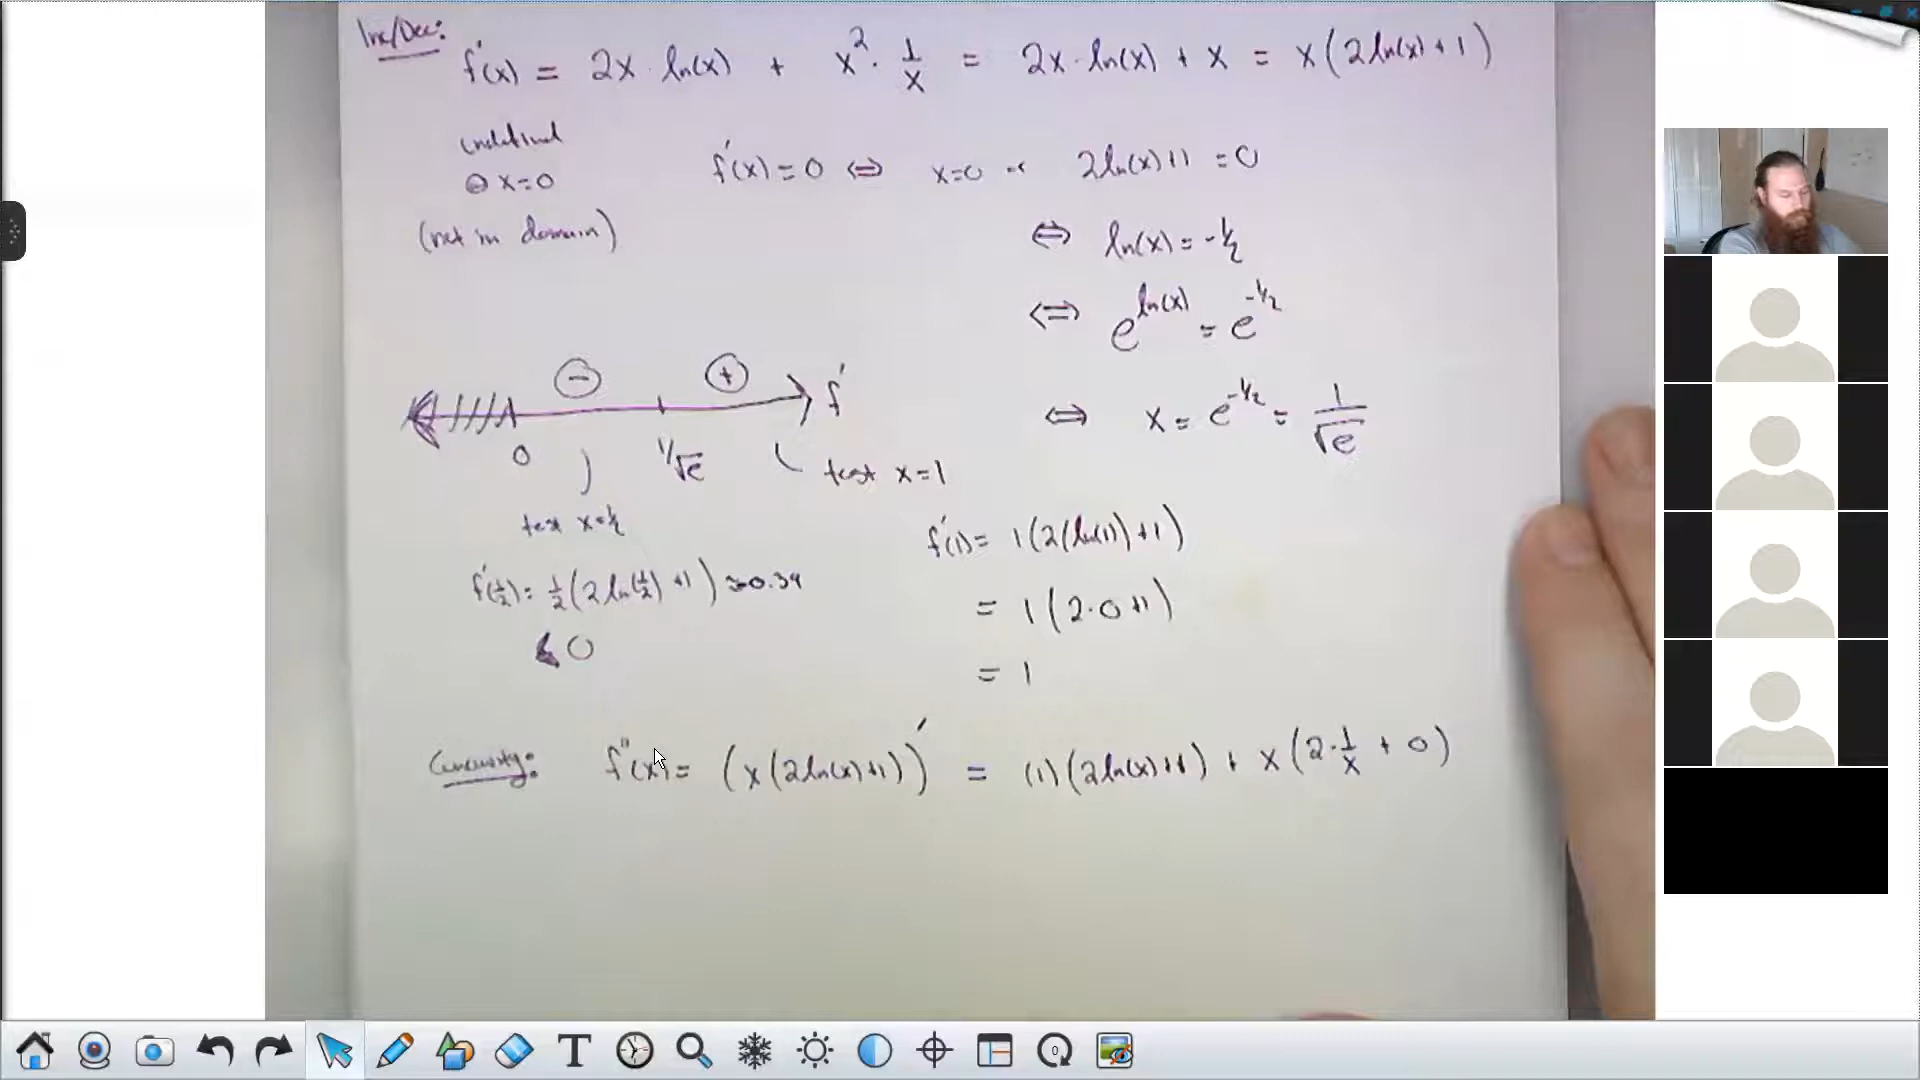 Inc/Dec:
f'(x) = 2x · ln(x) + x² · 1/x = 2x · ln(x) + x = x(2ln(x)+1)
undefined
@ x=0
(not in domain)
f'(x)=0 ⇔ x=0 or 2ln(x)+1 = 0
⇔ ln(x) = -1/2
⇔ e^ln(x) = e^-1/2
⇔ x = e^-1/2 = 1/√e
− + f'
0 1/√e
test x=1/2
test x=1
f'(1/2) = 1/2(2ln(1/2)+1) ≈0.34
< 0
f'(1) = 1(2(ln(1))+1)
= 1(2·0+1)
= 1
Concavity: f''(x) = (x(2ln(x)+1))' = (1)(2ln(x)+1) + x(2·1/x + 0)
T
0